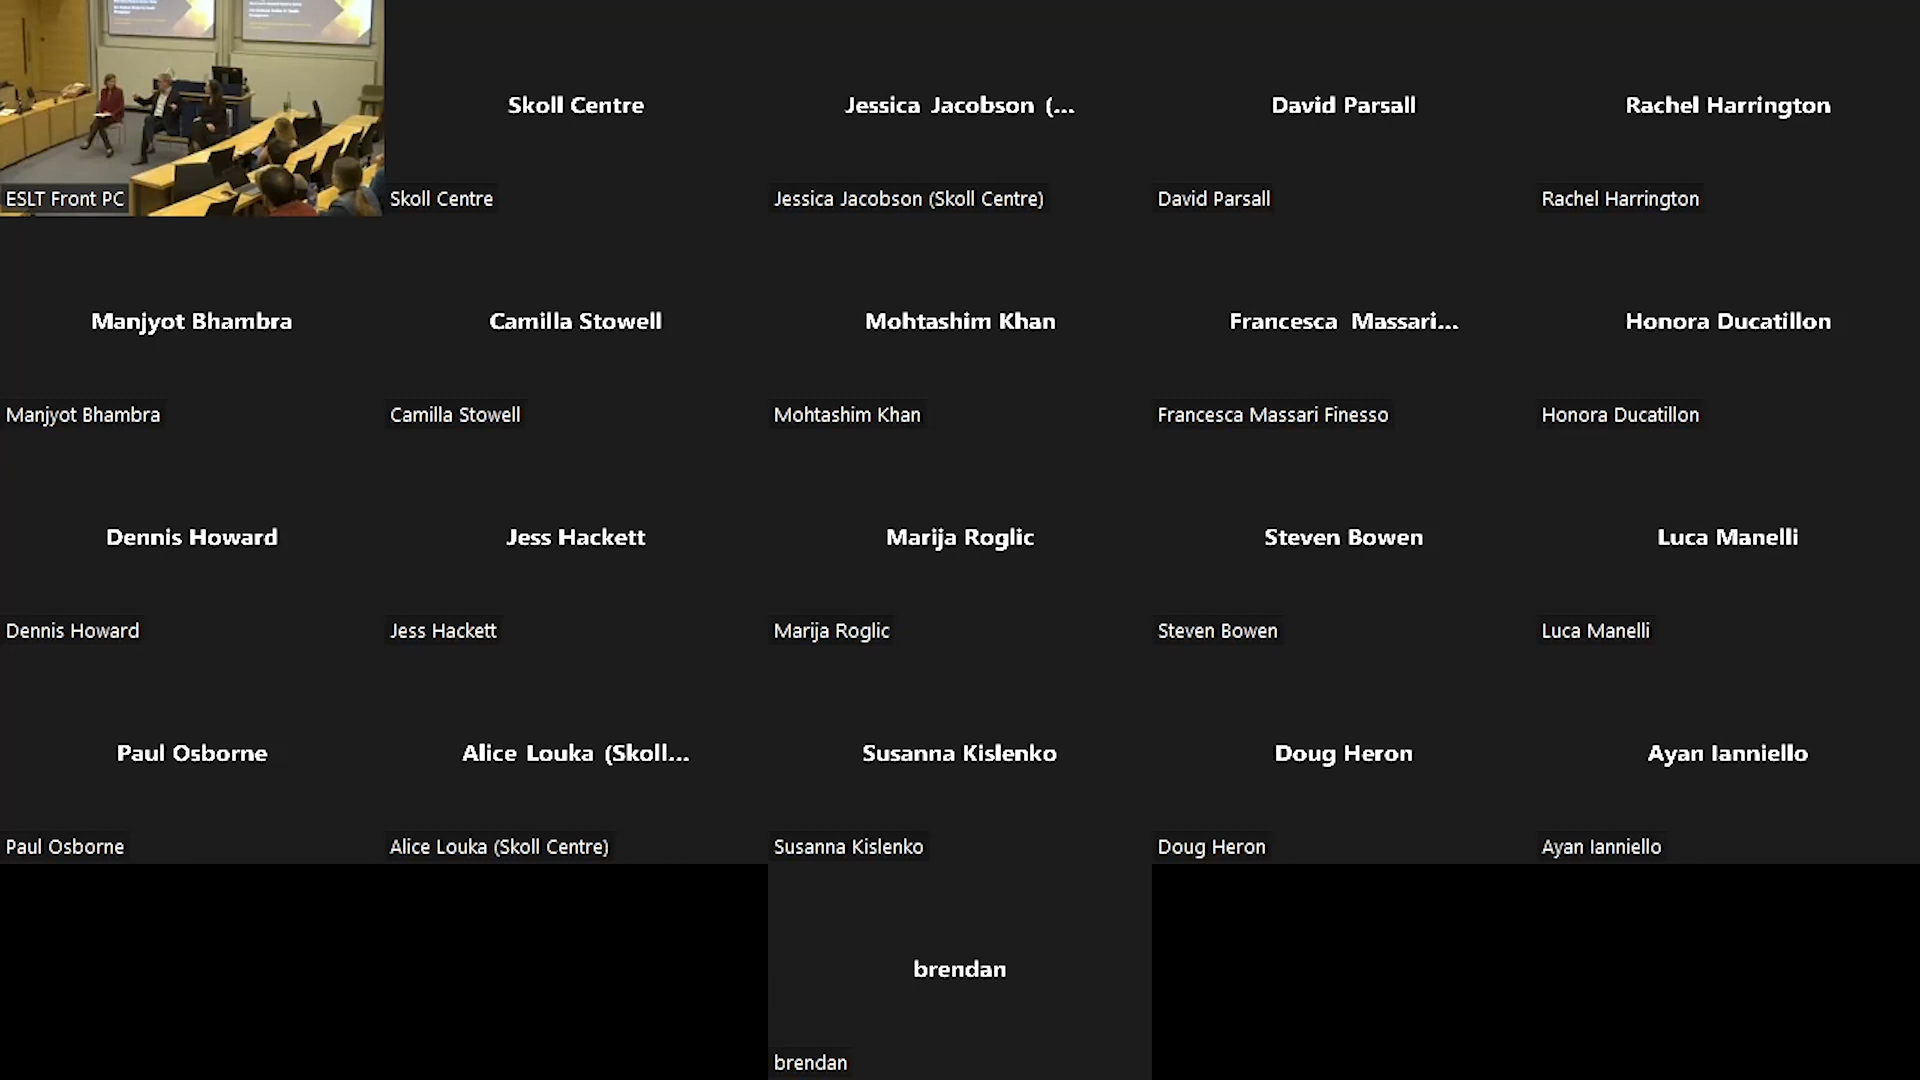 ESLT Front PC
Skoll Centre
Skoll Centre
Jessica Jacobson (...
Jessica Jacobson (Skoll Centre)
David Parsall
David Parsall
Rachel Harrington
Rachel Harrington
Manjyot Bhambra
Manjyot Bhambra
Camilla Stowell
Camilla Stowell
Mohtashim Khan
Mohtashim Khan
Francesca Massari...
Francesca Massari Finesso
Honora Ducatillon
Honora Ducatillon
Dennis Howard
Dennis Howard
Jess Hackett
Jess Hackett
Marija Roglic
Marija Roglic
Steven Bowen
Steven Bowen
Luca Manelli
Luca Manelli
Paul Osborne
Paul Osborne
Alice Louka (Skoll...
Alice Louka (Skoll Centre)
Susanna Kislenko
Susanna Kislenko
Doug Heron
Doug Heron
Ayan Ianniello
Ayan Ianniello
brendan
brendan